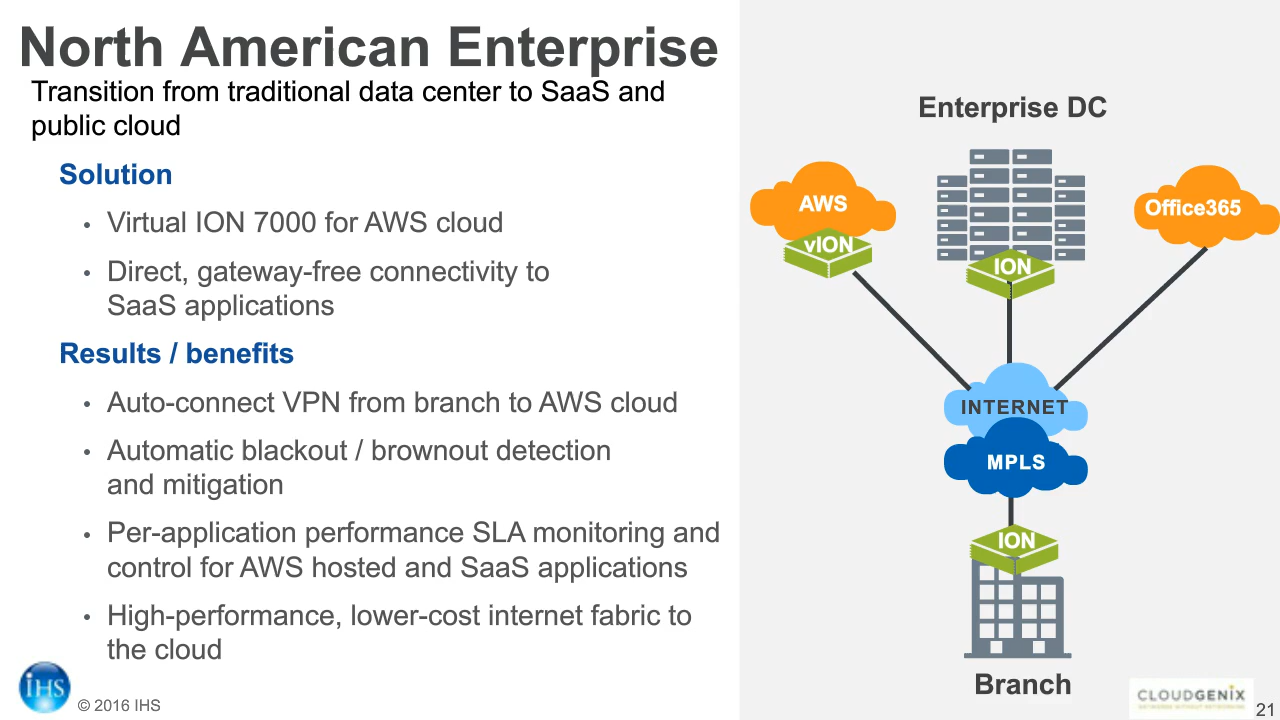 North American Enterprise
Transition from traditional data center to SaaS and
public cloud
Solution
• Virtual ION 7000 for AWS cloud
• Direct, gateway-free connectivity to
SaaS applications
Results / benefits
• Auto-connect VPN from branch to AWS cloud
• Automatic blackout / brownout detection
and mitigation
• Per-application performance SLA monitoring and
control for AWS hosted and SaaS applications
• High-performance, lower-cost internet fabric to
the cloud
iHS
© 2016 IHS
Enterprise DC
AWS
vION
ION
Office365
INTERNET
MPLS
ION
Branch
CLOUDGENIX
NETWORKS WITHOUT NETWORKING
21